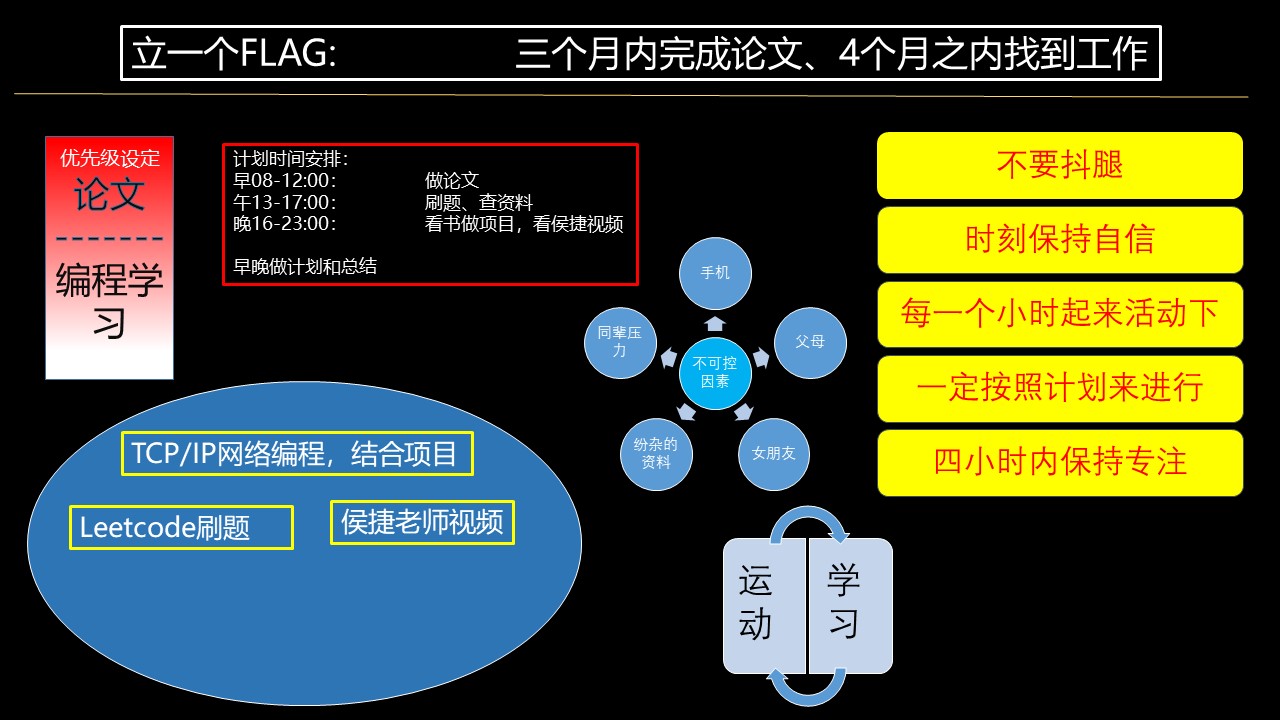 立一个FLAG: 三个月内完成论文、4个月之内找到工作
优先级设定
论文
-------
编程学
习
计划时间安排：
早08-12:00： 做论文
午13-17:00： 刷题、查资料
晚16-23:00： 看书做项目，看侯捷视频
早晚做计划和总结
手机
同辈压
力
父母
不可控
因素
纷杂的
资料
女朋友
不要抖腿
时刻保持自信
每一个小时起来活动下
一定按照计划来进行
四小时内保持专注
TCP/IP网络编程，结合项目
Leetcode刷题
侯捷老师视频
运
动
学
习